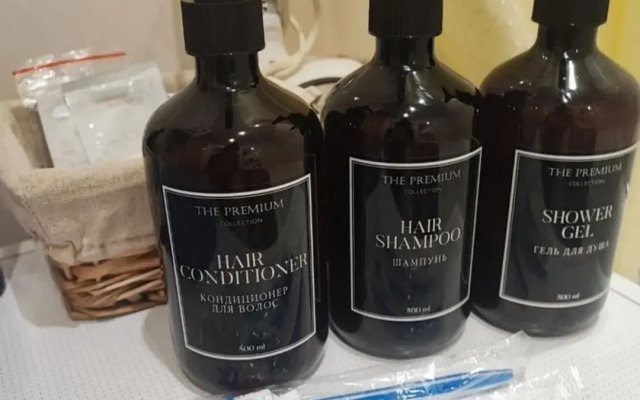 THE PREMIUM
COLLECTION
HAIR
CONDITIONER
КОНДИЦИОНЕР
ДЛЯ ВОЛОС
500 ml
THE PREMIUM
COLLECTION
HAIR
SHAMPOO
ШАМПУНЬ
500 ml
THE PREMIUM
COLLECTION
SHOWER
GEL
ГЕЛЬ ДЛЯ ДУША
500 ml